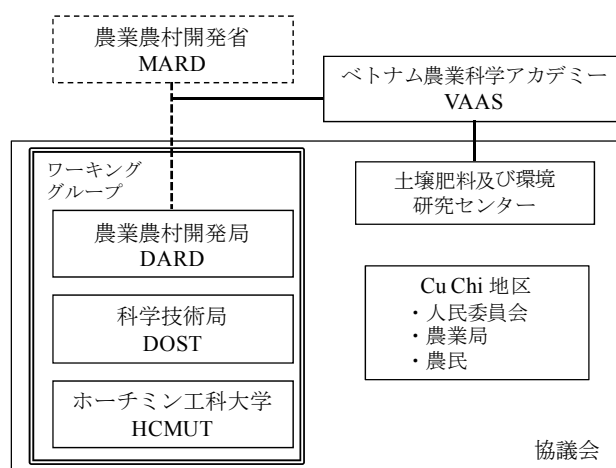 農業農村開発省
MARD
ベトナム農業科学アカデミー
VAAS
ワーキング
グループ
土壌肥料及び環境
研究センター
農業農村開発局
DARD
科学技術局
DOST
ホーチミン工科大学
HCMUT
Cu Chi 地区
・人民委員会
・農業局
・農民
協議会